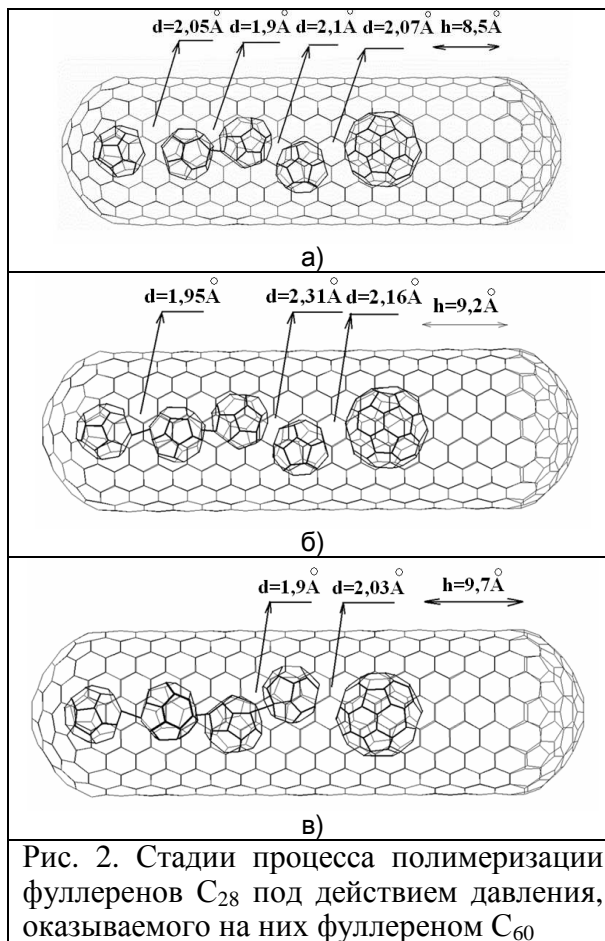 d=2,05Å d=1,9Å d=2,1Å d=2,07Å h=8,5Å
а)
d=1,95Å d=2,31Å d=2,16Å h=9,2Å
б)
d=1,9Å d=2,03Å h=9,7Å
в)
Рис. 2. Стадии процесса полимеризации
фуллеренов C₂₈ под действием давления,
оказываемого на них фуллереном C₆₀